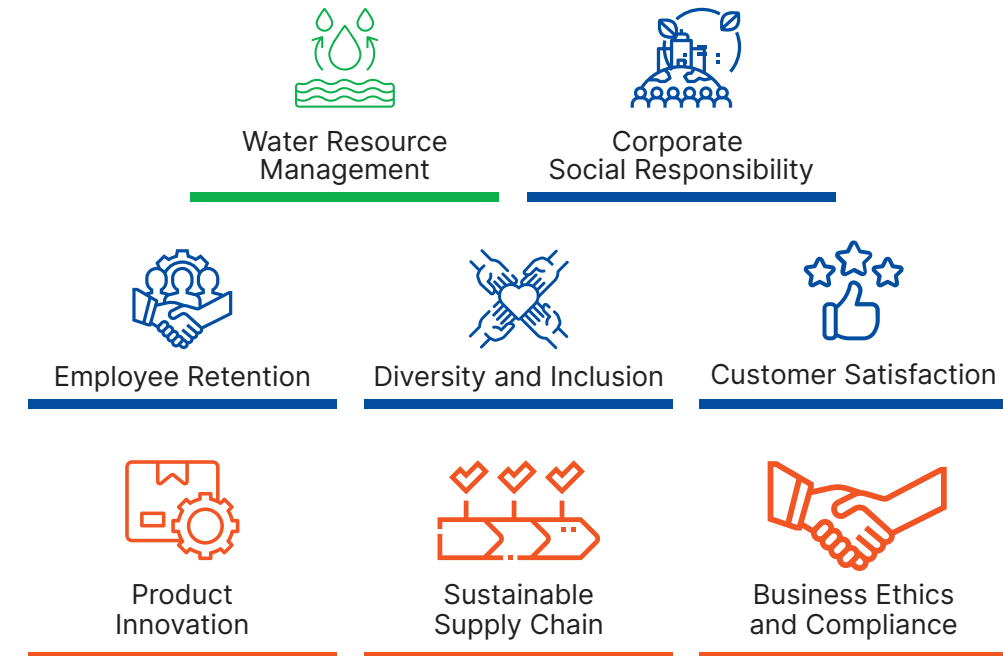 Water Resource
Management
Corporate
Social Responsibility
Employee Retention
Diversity and Inclusion
Customer Satisfaction
Product
Innovation
Sustainable
Supply Chain
Business Ethics
and Compliance